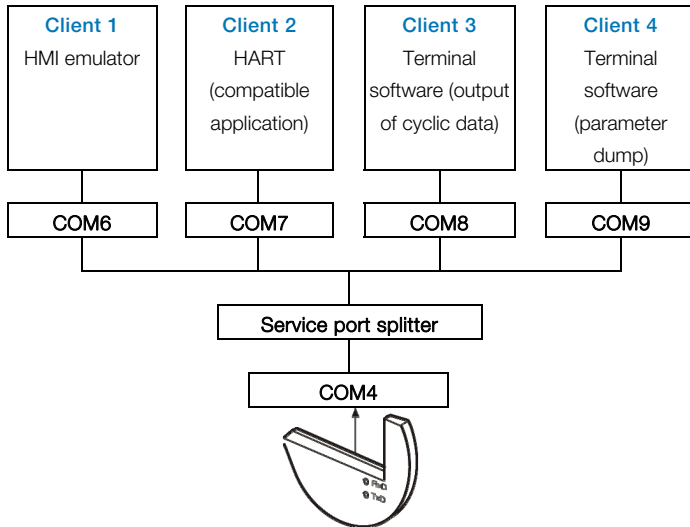 Client 1
HMI emulator
Client 2
HART
(compatible
application)
Client 3
Terminal
software (output
of cyclic data)
Client 4
Terminal
software
(parameter
dump)
COM6
COM7
COM8
COM9
Service port splitter
COM4
RxD
TxD